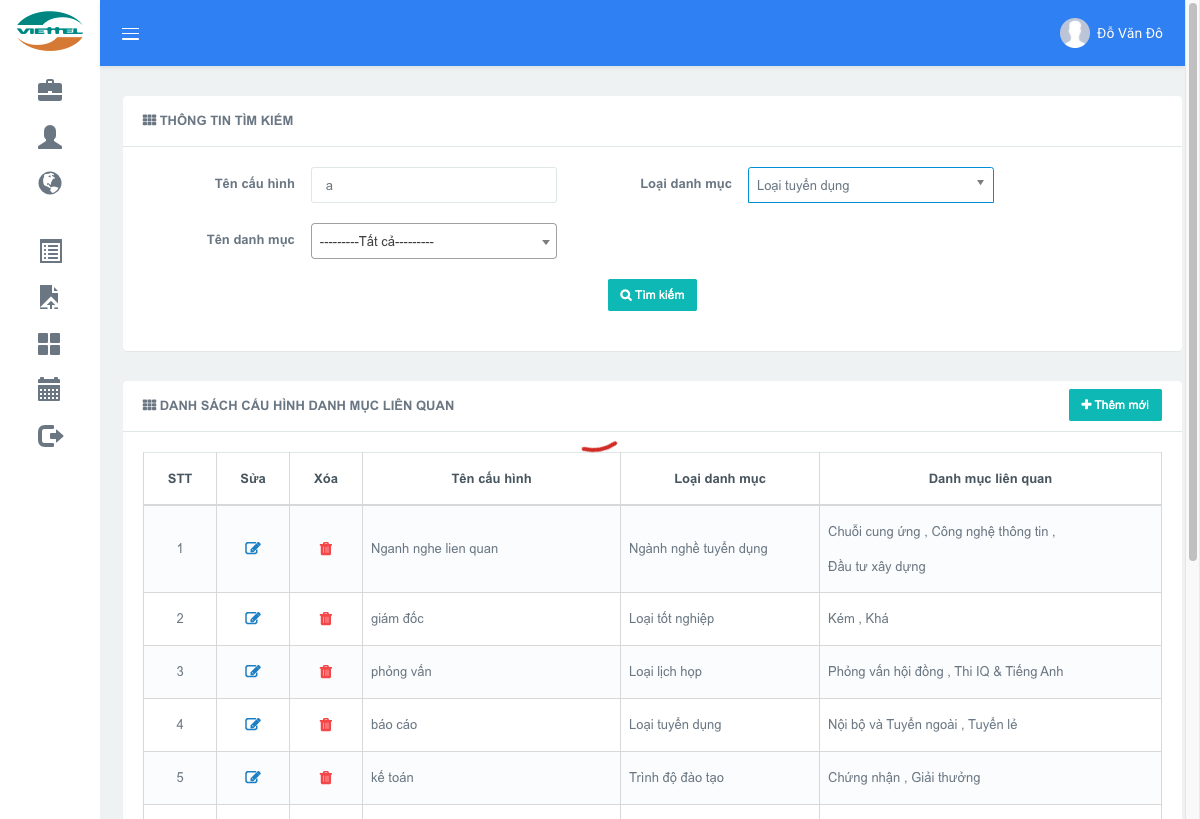 VIETTEL
Đỗ Văn Đô
THÔNG TIN TÌM KIẾM
Tên cấu hình
a
Loại danh mục
Loại tuyển dụng
Tên danh mục
---------Tất cả---------
Tìm kiếm
DANH SÁCH CẤU HÌNH DANH MỤC LIÊN QUAN
Thêm mới
STT Sửa Xóa Tên cấu hình Loại danh mục Danh mục liên quan
1 Nganh nghe lien quan Ngành nghề tuyển dụng Chuỗi cung ứng , Công nghệ thông tin ,
Đầu tư xây dựng
2 giám đốc Loại tốt nghiệp Kém , Khá
3 phỏng vấn Loại lịch họp Phỏng vấn hội đồng , Thi IQ & Tiếng Anh
4 báo cáo Loại tuyển dụng Nội bộ và Tuyển ngoài , Tuyển lẻ
5 kế toán Trình độ đào tạo Chứng nhận , Giải thưởng